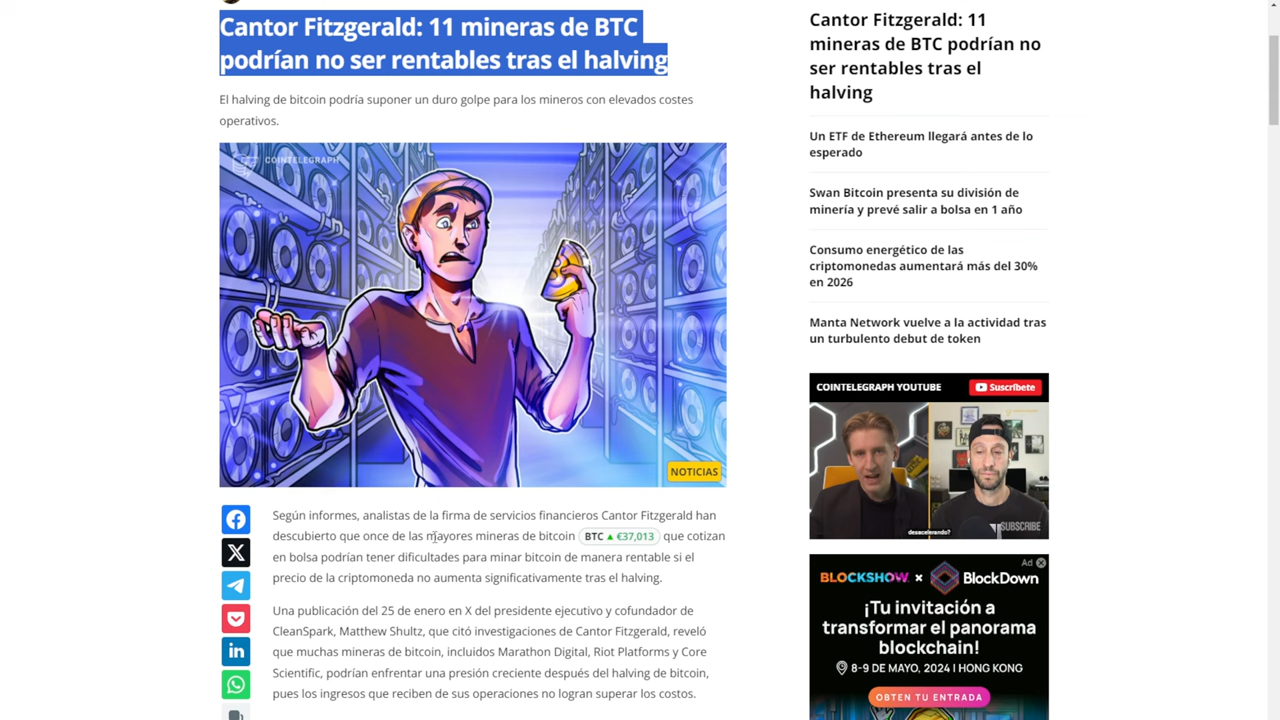 Cantor Fitzgerald: 11 mineras de BTC
podrían no ser rentables tras el halving
El halving de bitcoin podría suponer un duro golpe para los mineros con elevados costes
operativos.
COINTELEGRAPH
NOTICIAS
Según informes, analistas de la firma de servicios financieros Cantor Fitzgerald han
descubierto que once de las mayores mineras de bitcoin BTC ▲ €37,013 que cotizan
en bolsa podrían tener dificultades para minar bitcoin de manera rentable si el
precio de la criptomoneda no aumenta significativamente tras el halving.
Una publicación del 25 de enero en X del presidente ejecutivo y cofundador de
CleanSpark, Matthew Shultz, que citó investigaciones de Cantor Fitzgerald, reveló
que muchas mineras de bitcoin, incluidos Marathon Digital, Riot Platforms y Core
Scientific, podrían enfrentar una presión creciente después del halving de bitcoin,
pues los ingresos que reciben de sus operaciones no logran superar los costos.
Cantor Fitzgerald: 11
mineras de BTC podrían no
ser rentables tras el
halving
Un ETF de Ethereum llegará antes de lo
esperado
Swan Bitcoin presenta su división de
minería y prevé salir a bolsa en 1 año
Consumo energético de las
criptomonedas aumentará más del 30%
en 2026
Manta Network vuelve a la actividad tras
un turbulento debut de token
COINTELEGRAPH YOUTUBE
Suscríbete
desacelerando?
SUBSCRIBE
Ad
BLOCKSHOW × BlockDown
¡Tu invitación a
transformar el panorama
blockchain!
8-9 DE MAYO, 2024 | HONG KONG
OBTEN TU ENTRADA